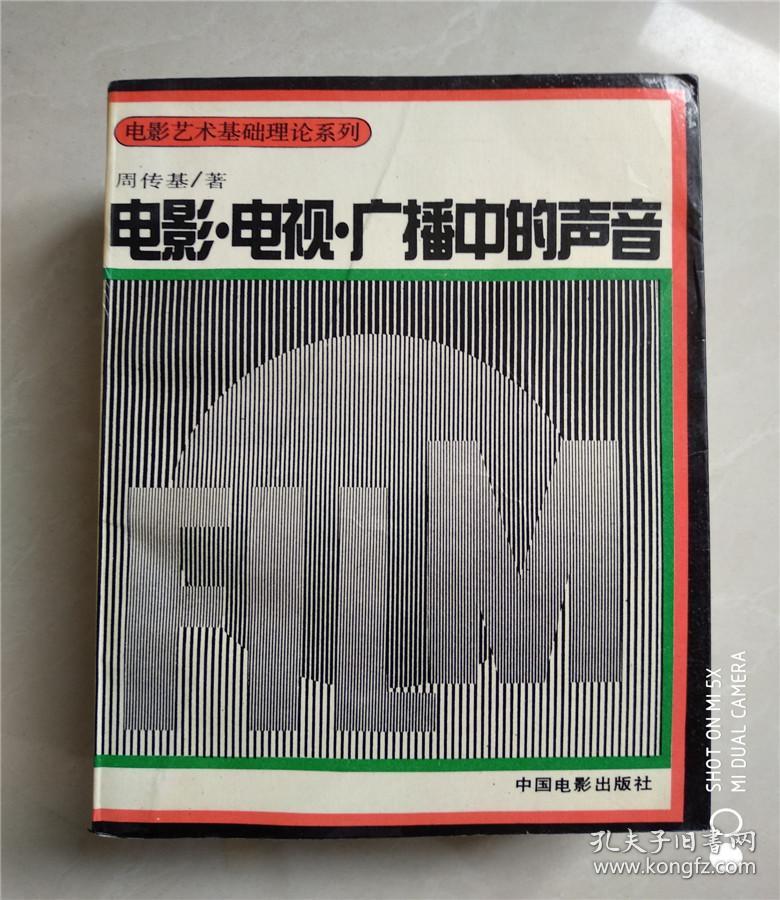 电影艺术基础理论系列
周传基/著
电影·电视·广播中的声音
FILM
中国电影出版社
SHOT ON MI 5X
MI DUAL CAMERA
孔夫子旧书网
www.kongfz.com